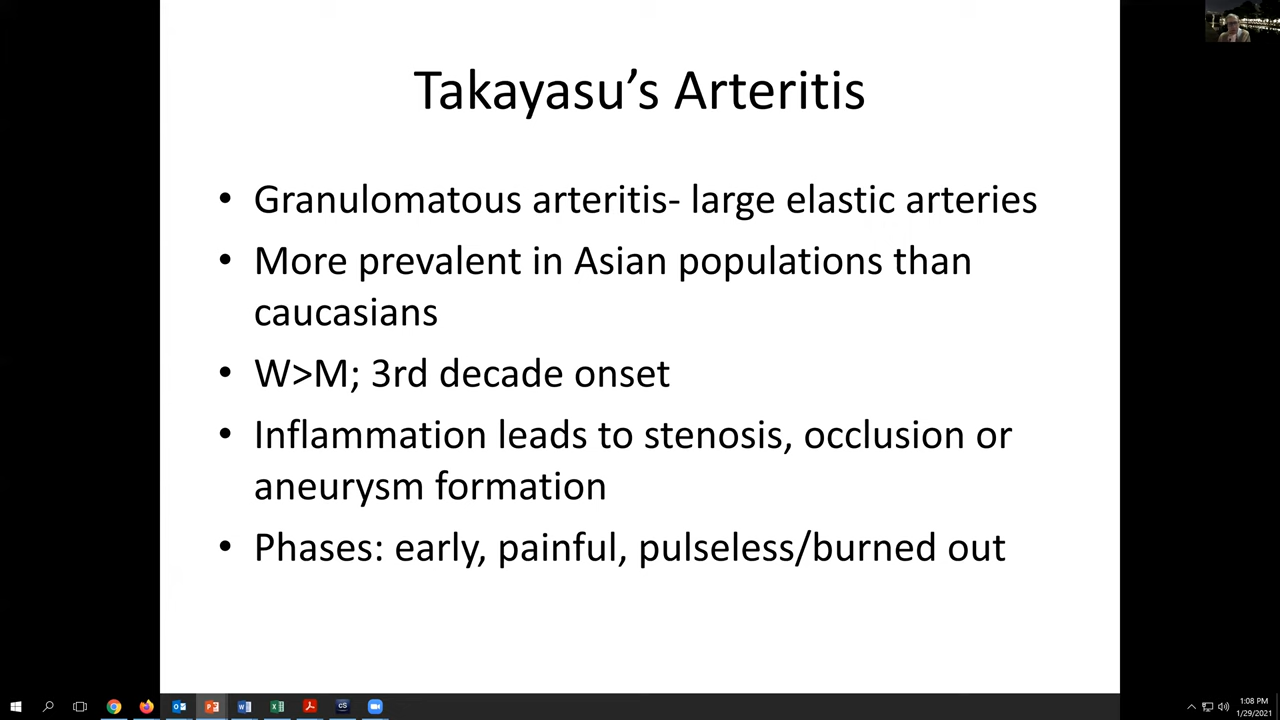 Takayasu's Arteritis
• Granulomatous arteritis- large elastic arteries
• More prevalent in Asian populations than
caucasians
• W>M; 3rd decade onset
• Inflammation leads to stenosis, occlusion or
aneurysm formation
• Phases: early, painful, pulseless/burned out
cS
1:08 PM
1/29/2021